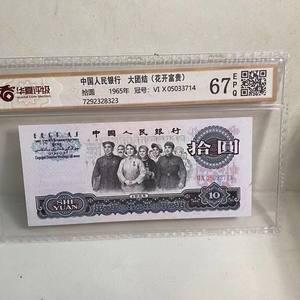 华夏评级
中国人民银行 大团结（花开富贵）
拾圆 1965年 冠号: VI X 05033714
7292328323
67 EPQ
中国人民银行
拾圆
SHI YUAN
10